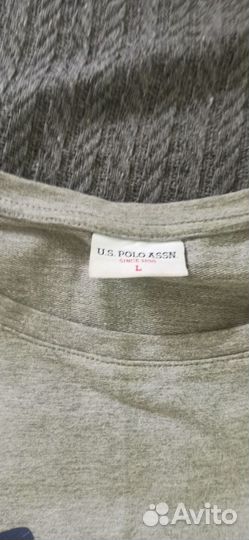 U.S. POLO ASSN.
SINCE 1890
L
Avito